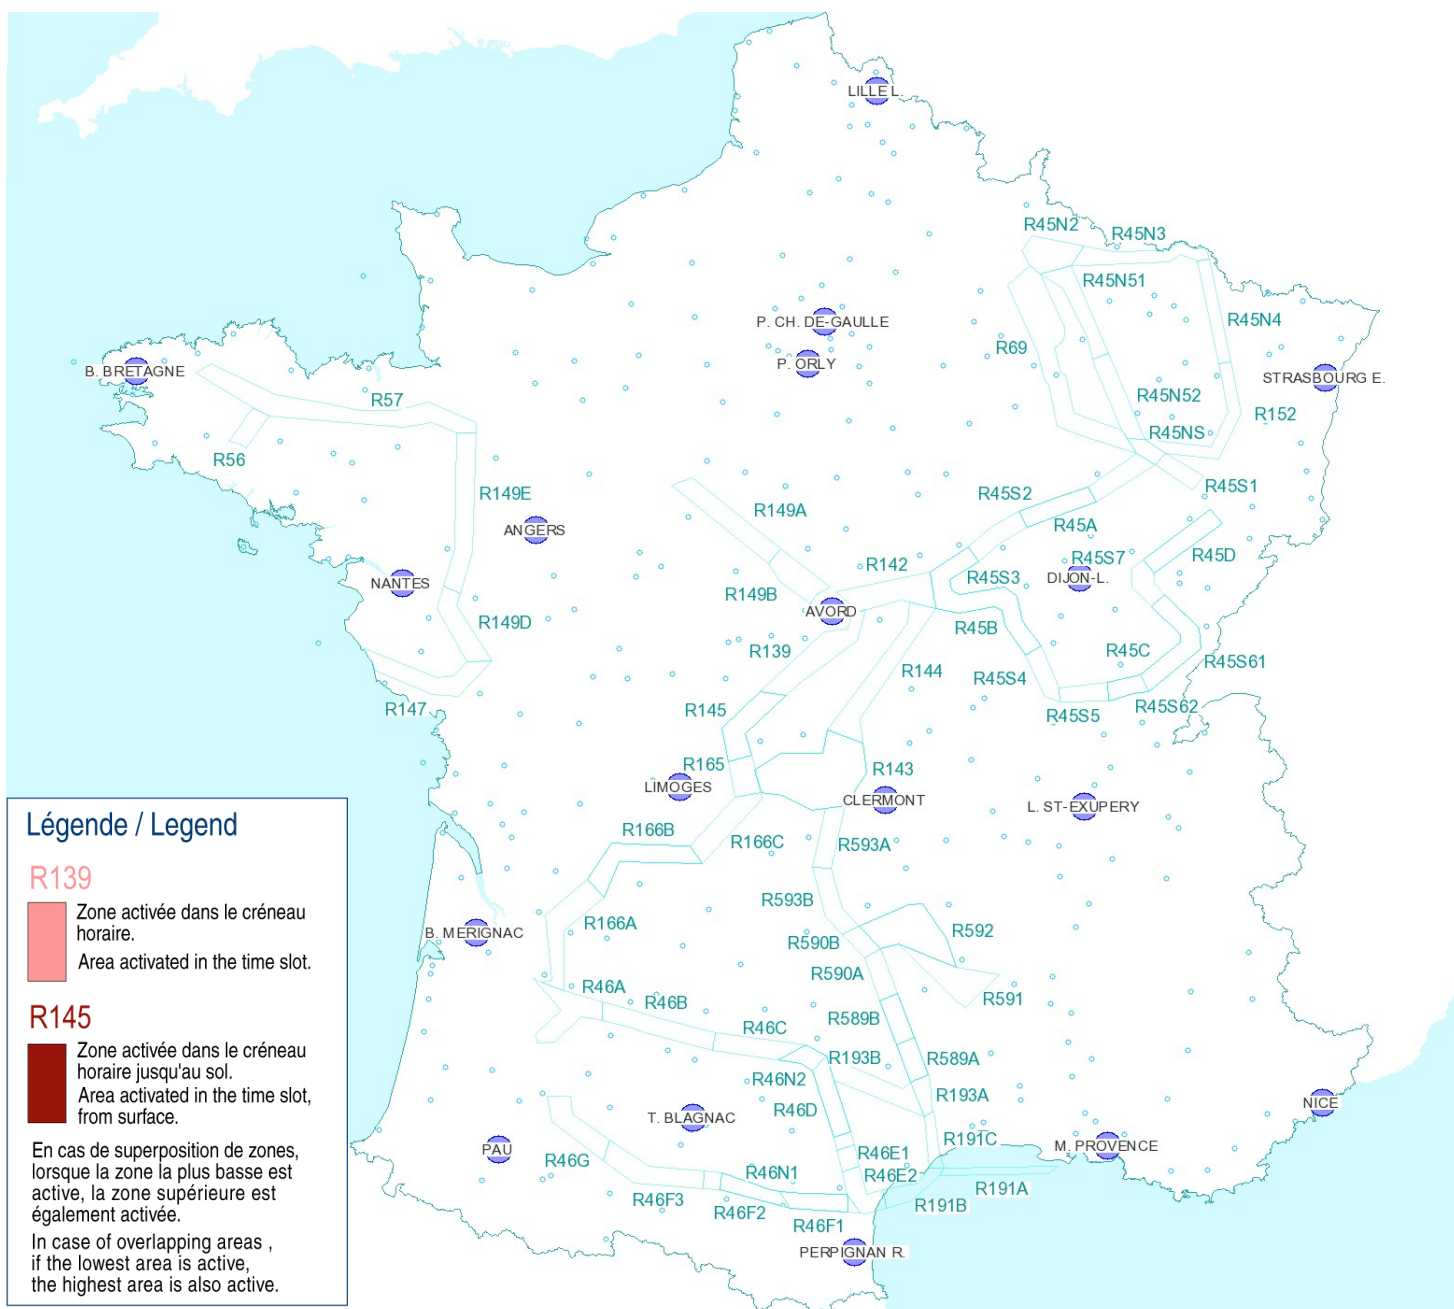 LILLE L.
R45N2
R45N3
R45N51
P. CH. DE-GAULLE
R45N4
R69
P. ORLY
B. BRETAGNE
STRASBOURG E.
R57
R45N52
R152
R45NS
R56
R149E
R45S2
R45S1
R149A
R45A
ANGERS
R45S7
R45D
R142
R45S3
DIJON-L.
NANTES
R149B
AVORD
R149D
R45B
R139
R45C
R45S61
R144
R45S4
R147
R145
R45S5
R45S62
R165
R143
LIMOGES
CLERMONT
L. ST-EXUPERY
R166B
R166C
R593A
R593B
R166A
B. MERIGNAC
R592
R590B
R590A
R46A
R46B
R591
R46C
R589B
R193B
R589A
R46N2
R193A
R46D
T. BLAGNAC
NICE
R191C
M. PROVENCE
PAU
R46G
R46E1
R46N1
R46E2
R191A
R46F3
R46F2
R46F1
R191B
PERPIGNAN R.
Légende / Legend
R139
Zone activée dans le créneau
horaire.
Area activated in the time slot.
R145
Zone activée dans le créneau
horaire jusqu'au sol.
Area activated in the time slot,
from surface.
En cas de superposition de zones,
lorsque la zone la plus basse est
active, la zone supérieure est
également activée.
In case of overlapping areas ,
if the lowest area is active,
the highest area is also active.